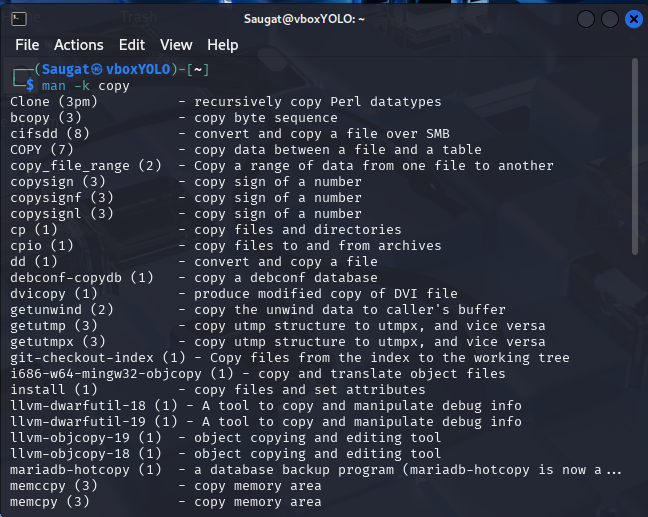 Trash
Saugat@vboxYOLO: ~
File Actions Edit View Help
┌──(Saugat㉿vboxYOLO)-[~]
└─$ man -k copy
Clone (3pm)          - recursively copy Perl datatypes
bcopy (3)            - copy byte sequence
cifsdd (8)           - convert and copy a file over SMB
COPY (7)             - copy data between a file and a table
copy_file_range (2)  - Copy a range of data from one file to another
copysign (3)         - copy sign of a number
copysignf (3)        - copy sign of a number
copysignl (3)        - copy sign of a number
cp (1)               - copy files and directories
cpio (1)             - copy files to and from archives
dd (1)               - convert and copy a file
debconf-copydb (1)   - copy a debconf database
dvicopy (1)          - produce modified copy of DVI file
getunwind (2)        - copy the unwind data to caller's buffer
getutmp (3)          - copy utmp structure to utmpx, and vice versa
getutmpx (3)         - copy utmp structure to utmpx, and vice versa
git-checkout-index (1) - Copy files from the index to the working tree
i686-w64-mingw32-objcopy (1) - copy and translate object files
install (1)          - copy files and set attributes
llvm-dwarfutil-18 (1) - A tool to copy and manipulate debug info
llvm-dwarfutil-19 (1) - A tool to copy and manipulate debug info
llvm-objcopy-19 (1)  - object copying and editing tool
llvm-objcopy-18 (1)  - object copying and editing tool
mariadb-hotcopy (1)  - a database backup program (mariadb-hotcopy is now a...
memccpy (3)          - copy memory area
memcpy (3)           - copy memory area